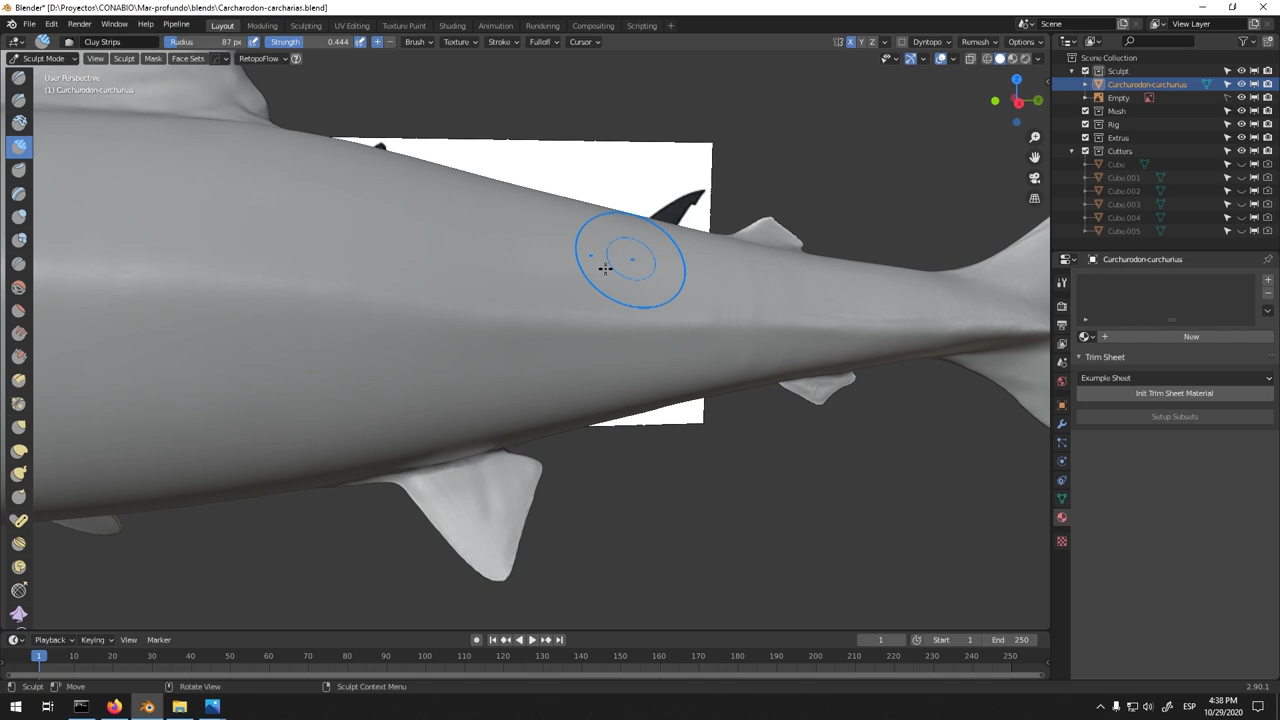 Blender* [D:\Proyectos\CONABIO\Mar-profundo\blends\Carcharodon-carcharias.blend]
File Edit Render Window Help Pipeline Layout Modeling Sculpting UV Editing Texture Paint Shading Animation Rendering Compositing Scripting + Scene View Layer
Clay Strips Radius 87 px Strength 0.444 + − Brush Texture Stroke Falloff Cursor X Y Z Dyntopo Remesh Options
Sculpt Mode View Sculpt Mask Face Sets RetopoFlow
User Perspective
(1) Carcharodon-carcharius
Z
Y
X
Scene Collection
Sculpt
Carcharodon-carcharius
Empty
Mesh
Rig
Extras
Cutters
Cube
Cube.001
Cube.002
Cube.003
Cube.004
Cube.005
Carcharodon-carcharius
+ New
Trim Sheet
Example Sheet
Init Trim Sheet Material
Setup Subsets
Playback Keying View Marker 1 Start 1 End 250
1 10 20 30 40 50 60 70 80 90 100 110 120 130 140 150 160 170 180 190 200 210 220 230 240 250
Sculpt Move Rotate View Sculpt Context Menu 2.90.1
ESP 4:38 PM
10/29/2020